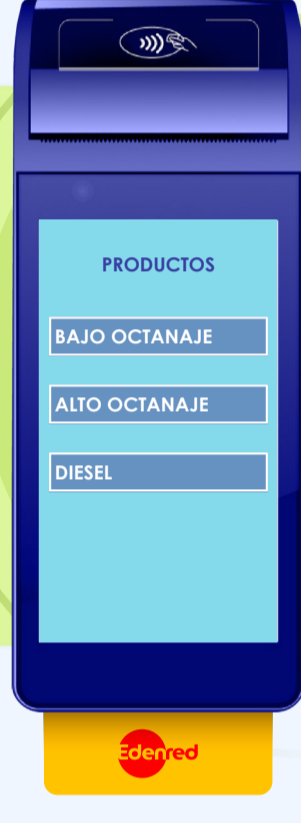 PRODUCTOS
BAJO OCTANAJE
ALTO OCTANAJE
DIESEL
Edenred